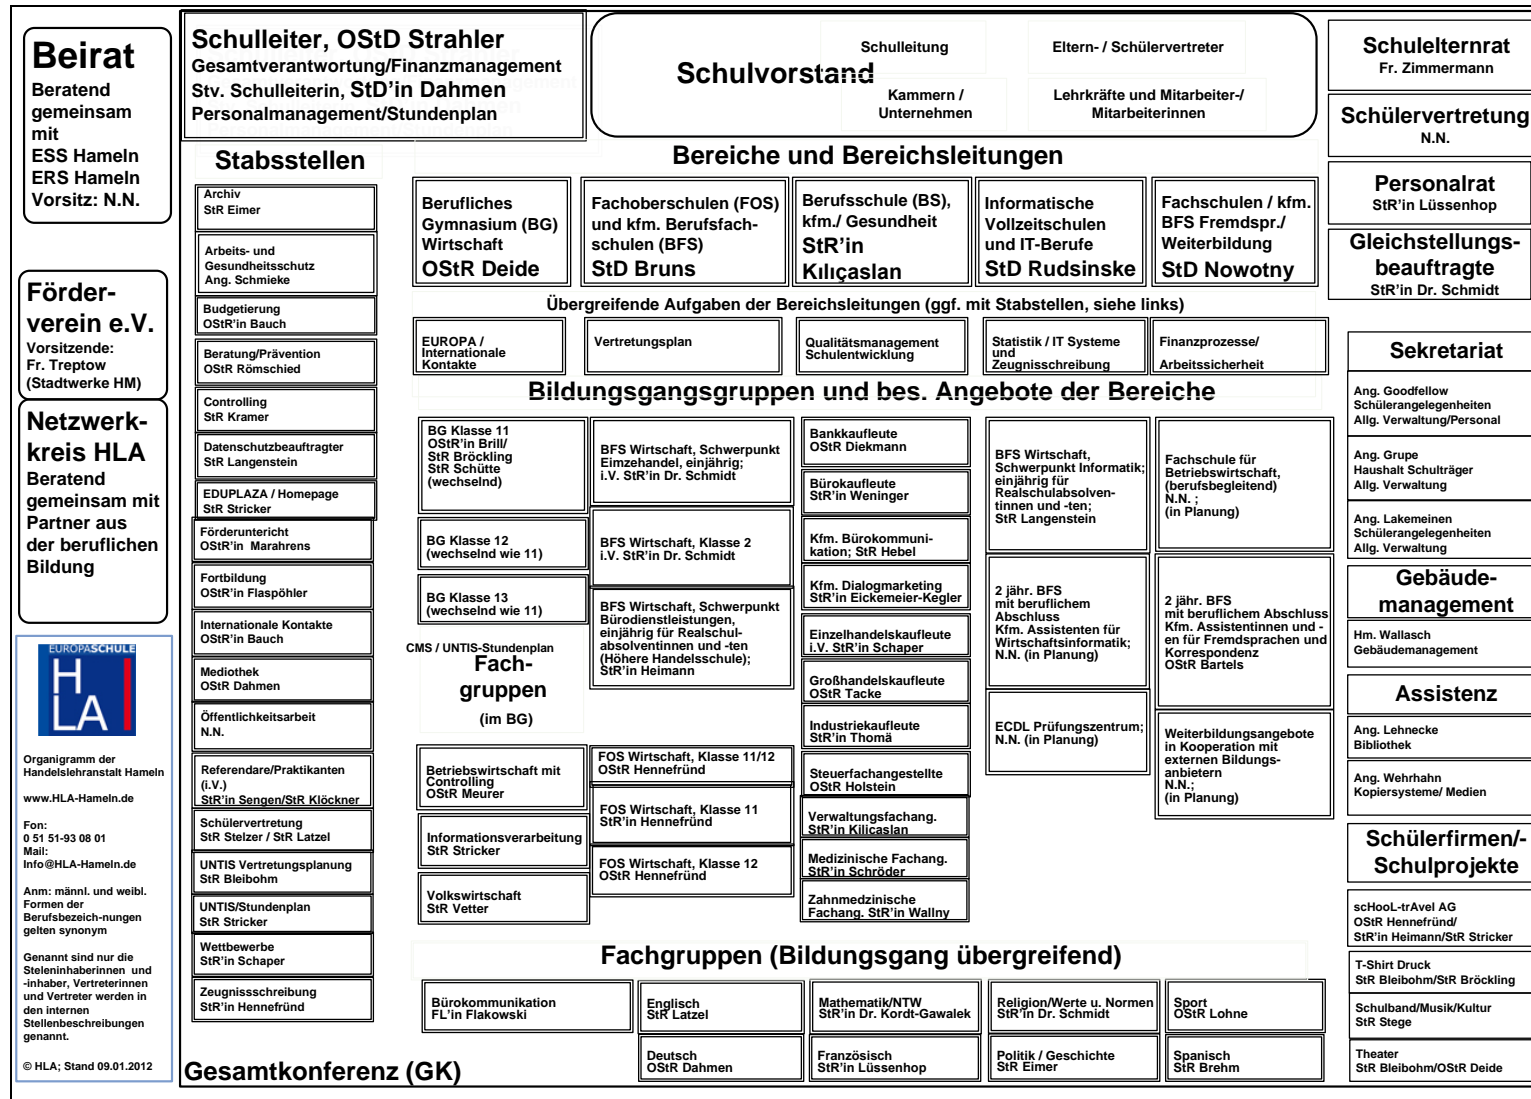 Beirat
Beratend
gemeinsam
mit
ESS Hameln
ERS Hameln
Vorsitz: N.N.
Förder-
verein e.V.
Vorsitzende:
Fr. Treptow
(Stadtwerke HM)
Netzwerk-
kreis HLA
Beratend
gemeinsam mit
Partner aus
der beruflichen
Bildung
EUROPASCHULE
H
LA
Organigramm der
Handelslehranstalt Hameln
www.HLA-Hameln.de
Fon:
0 51 51-93 08 01
Mail:
Info@HLA-Hameln.de
Anm: männl. und weibl.
Formen der
Berufsbezeich-nungen
gelten synonym
Genannt sind nur die
Steleninhaberinnen und
-inhaber, Vertreterinnen
und Vertreter werden in
den internen
Stellenbeschreibungen
genannt.
© HLA; Stand 09.01.2012
Schulleiter, OStD Strahler
Gesamtverantwortung/Finanzmanagement
Stv. Schulleiterin, StD’in Dahmen
Personalmanagement/Stundenplan
Schulvorstand
Schulleitung
Eltern- / Schülervertreter
Kammern /
Unternehmen
Lehrkräfte und Mitarbeiter-/
Mitarbeiterinnen
Stabsstellen
Archiv
StR Eimer
Arbeits- und
Gesundheitsschutz
Ang. Schmieke
Budgetierung
OStR’in Bauch
Beratung/Prävention
OStR Römschied
Controlling
StR Kramer
Datenschutzbeauftragter
StR Langenstein
EDUPLAZA / Homepage
StR Stricker
Förderunterich
OStR’in Marahrens
Fortbildung
OStR’in Flaspöhler
Internationale Kontakte
OStR’in Bauch
Mediothek
OStR Dahmen
Öffentlichkeitsarbeit
N.N.
Referendare/Praktikanten
(i.V.)
StR’in Sengen/StR Klöckner
Schülervertretung
StR Stelzer / StR Latzel
UNTIS Vertretungsplanung
StR Bleibohm
UNTIS/Stundenplan
StR Stricker
Wettbewerbe
StR’in Schaper
Zeugnissschreibung
StR’in Hennefründ
Bereiche und Bereichsleitungen
Berufliches
Gymnasium (BG)
Wirtschaft
OStR Deide
Fachoberschulen (FOS)
und kfm. Berufsfach-
schulen (BFS)
StD Bruns
Berufsschule (BS),
kfm./ Gesundheit
StR’in
Kılıçaslan
Informatische
Vollzeitschulen
und IT-Berufe
StD Rudsinske
Fachschulen / kfm.
BFS Fremdspr./
Weiterbildung
StD Nowotny
Übergreifende Aufgaben der Bereichsleitungen (ggf. mit Stabstellen, siehe links)
EUROPA /
Internationale
Kontakte
Vertretungsplan
Qualitätsmanagement
Schulentwicklung
Statistik / IT Systeme
und
Zeugnisschreibung
Finanzprozesse/
Arbeitssicherheit
Bildungsgangsgruppen und bes. Angebote der Bereiche
BG Klasse 11
OStR’in Brill/
StR Bröckling
StR Schütte
(wechselnd)
BG Klasse 12
(wechselnd wie 11)
BG Klasse 13
(wechselnd wie 11)
CMS / UNTIS-Stundenplan
Fach-
gruppen
(im BG)
Betriebswirtschaft mit
Controlling
OStR Meurer
Informationsverarbeitung
StR Stricker
Volkswirtschaft
StR Vetter
BFS Wirtschaft, Schwerpunkt
Eimzehandel, einjährig;
i.V. StR’in Dr. Schmidt
BFS Wirtschaft, Klasse 2
i.V. StR’in Dr. Schmidt
BFS Wirtschaft, Schwerpunkt
Bürodienstleistungen,
einjährig für Realschul-
absolventinnen und -ten
(Höhere Handelsschule);
StR’in Heimann
FOS Wirtschaft, Klasse 11/12
OStR Hennefründ
FOS Wirtschaft, Klasse 11
StR’in Hennefründ
FOS Wirtschaft, Klasse 12
OStR Hennefründ
Bankkaufleute
OStR Diekmann
Bürokaufleute
StR’in Weninger
Kfm. Bürokommuni-
kation; StR Hebel
Kfm. Dialogmarketing
StR’in Eickemeier-Kegler
Einzelhandelskaufleute
i.V. StR’in Schaper
Großhandelskaufleute
OStR Tacke
Industriekaufleute
StR’in Thomä
Steuerfachangestellte
OStR Holstein
Verwaltungsfachang.
StR’in Kilicaslan
Medizinische Fachang.
StR’in Schröder
Zahnmedzinische
Fachang. StR’in Wallny
BFS Wirtschaft,
Schwerpunkt Informatik;
einjährig für
Realschulabsolven-
tinnen und -ten;
StR Langenstein
2 jähr. BFS
mit beruflichem
Abschluss
Kfm. Assistenten für
Wirtschaftsinformatik;
N.N. (in Planung)
ECDL Prüfungszentrum;
N.N. (in Planung)
Fachschule für
Betriebswirtschaft,
(berufsbegleitend)
N.N. ;
(in Planung)
2 jähr. BFS
mit beruflichem Abschluss
Kfm. Assistentinnen und -
en für Fremdsprachen und
Korrespondenz
OStR Bartels
Weiterbildungsangebote
in Kooperation mit
externen Bildungs-
anbietern
N.N.;
(in Planung)
Fachgruppen (Bildungsgang übergreifend)
Bürokommunikation
FL’in Flakowski
Englisch
StR Latzel
Mathematik/NTW
StR’in Dr. Kordt-Gawalek
Religion/Werte u. Normen
StR’in Dr. Schmidt
Sport
OStR Lohne
Deutsch
OStR Dahmen
Französisch
StR’in Lüssenhop
Politik / Geschichte
StR Eimer
Spanisch
StR Brehm
Gesamtkonferenz (GK)
Schulelternrat
Fr. Zimmermann
Schülervertretung
N.N.
Personalrat
StR’in Lüssenhop
Gleichstellungs-
beauftragte
StR’in Dr. Schmidt
Sekretariat
Ang. Goodfellow
Schülerangelegenheiten
Allg. Verwaltung/Personal
Ang. Grupe
Haushalt Schulträger
Allg. Verwaltung
Ang. Lakemeinen
Schülerangelegenheiten
Allg. Verwaltung
Gebäude-
management
Hm. Wallasch
Gebäudemanagement
Assistenz
Ang. Lehnecke
Bibliothek
Ang. Wehrhahn
Kopiersysteme/ Medien
Schülerfirmen/-
Schulprojekte
scHooL-trAvel AG
OStR Hennefründ/
StR’in Heimann/StR Stricker
T-Shirt Druck
StR Bleibohm/StR Bröckling
Schulband/Musik/Kultur
StR Stege
Theater
StR Bleibohm/OStR Deide